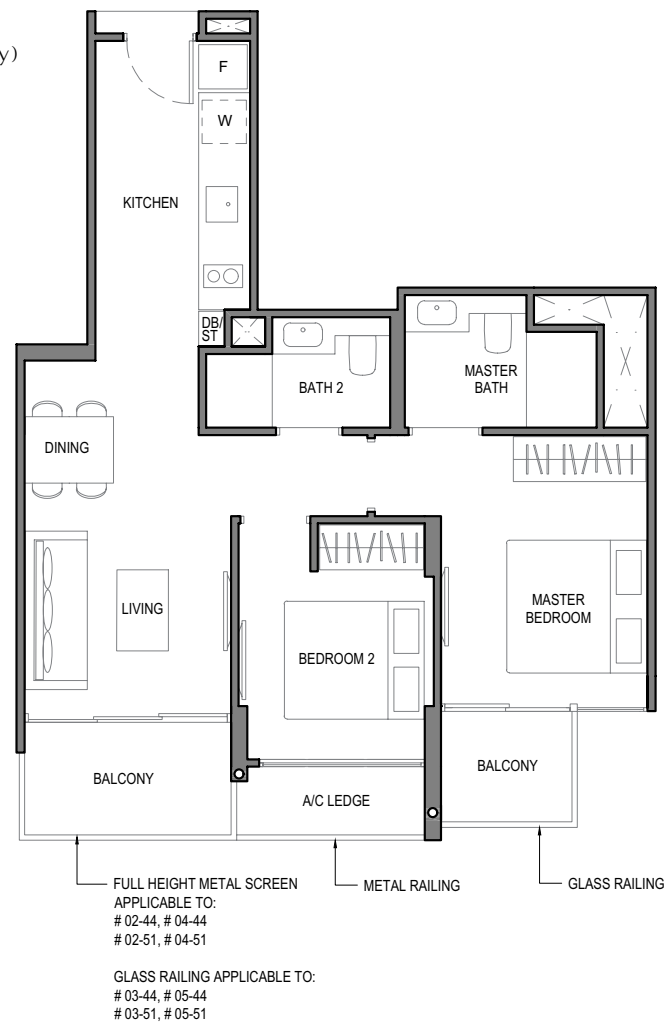 y)
F
W
KITCHEN
DB/
ST
BATH 2
MASTER
BATH
DINING
LIVING
BEDROOM 2
MASTER
BEDROOM
BALCONY
A/C LEDGE
BALCONY
FULL HEIGHT METAL SCREEN
APPLICABLE TO:
# 02-44, # 04-44
# 02-51, # 04-51
METAL RAILING
GLASS RAILING
GLASS RAILING APPLICABLE TO:
# 03-44, # 05-44
# 03-51, # 05-51